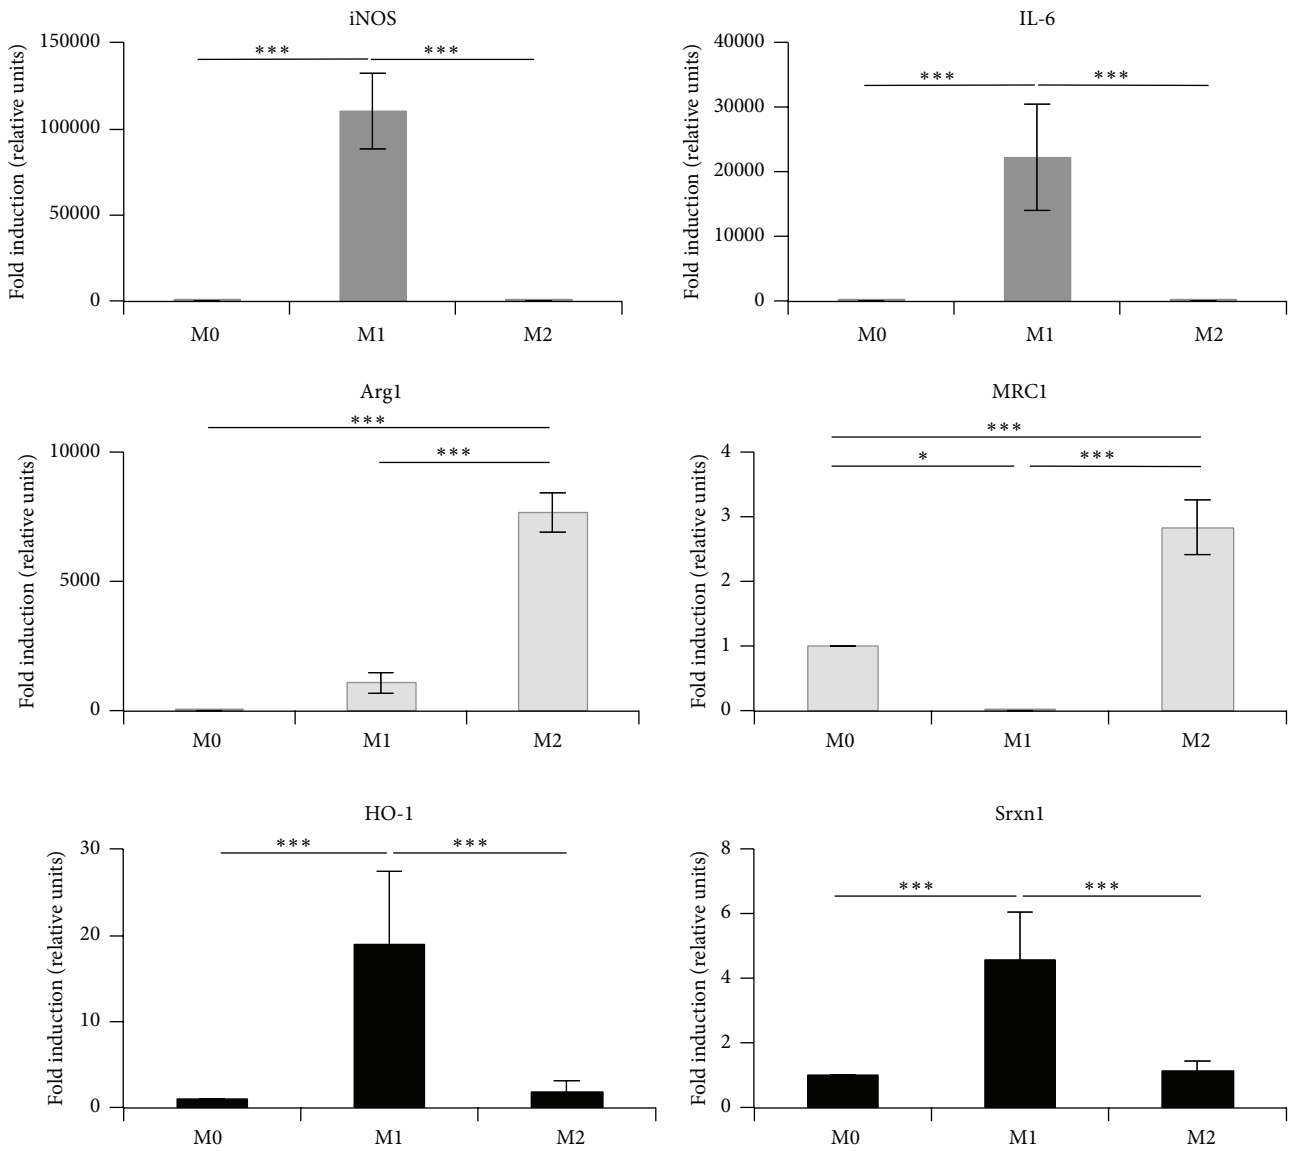 iNOS
Fold induction (relative units)
150000
100000
50000
0
*** ***
M0 M1 M2
IL-6
Fold induction (relative units)
40000
30000
20000
10000
0
*** ***
M0 M1 M2
Arg1
Fold induction (relative units)
10000
5000
0
***
***
M0 M1 M2
MRC1
Fold induction (relative units)
4
3
2
1
0
***
* ***
M0 M1 M2
HO-1
Fold induction (relative units)
30
20
10
0
*** ***
M0 M1 M2
Srxn1
Fold induction (relative units)
8
6
4
2
0
*** ***
M0 M1 M2